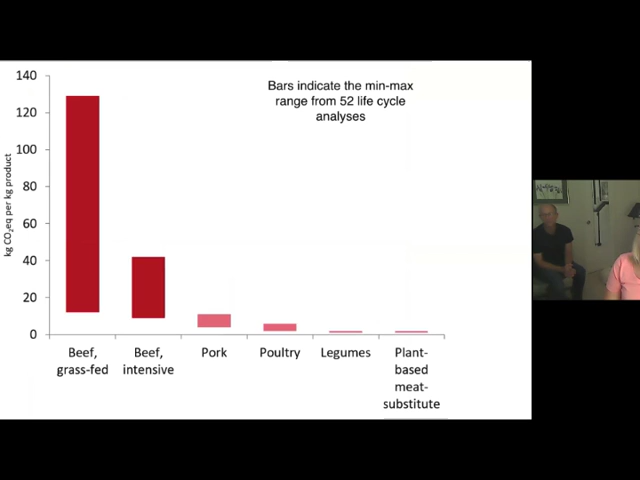 Bars indicate the min-max
range from 52 life cycle
analyses
kg CO₂eq per kg product
140
120
100
80
60
40
20
0
Beef,
grass-fed
Beef,
intensive
Pork
Poultry
Legumes
Plant-
based
meat-
substitute